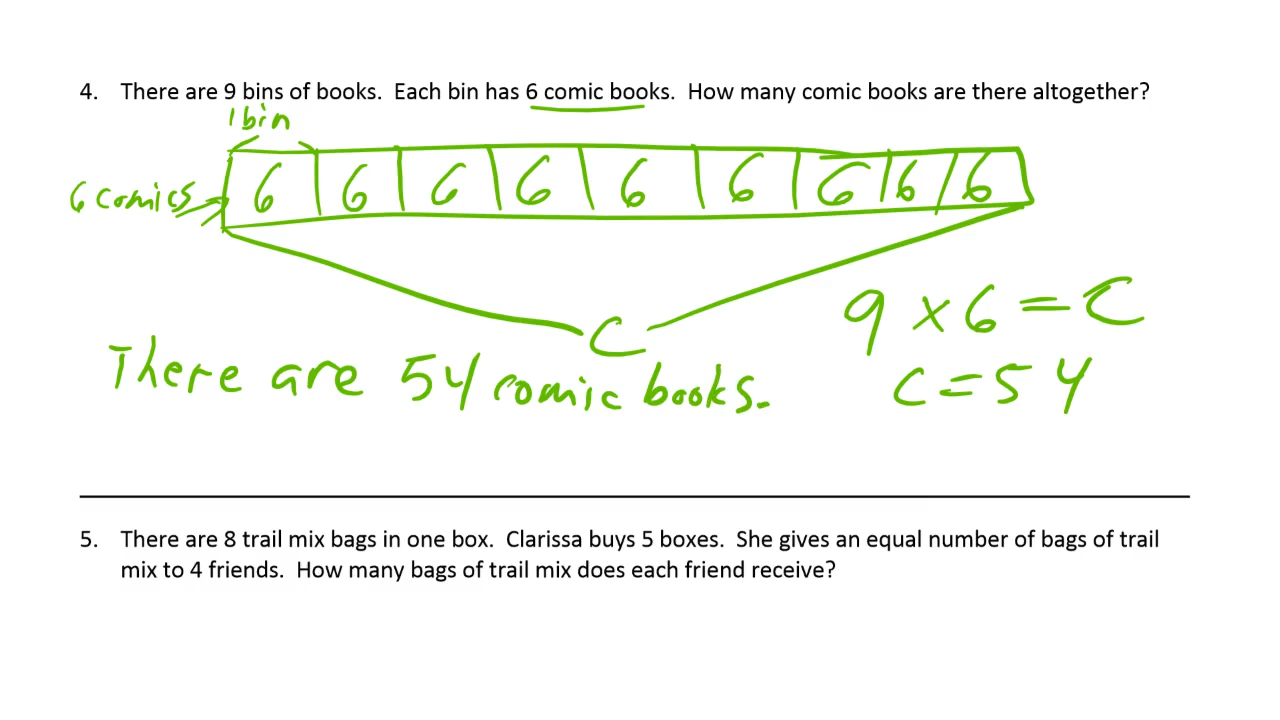 4. There are 9 bins of books. Each bin has 6 comic books. How many comic books are there altogether?
1 bin
6 comics 6 6 6 6 6 6 6 6 6
C
9 × 6 = C
There are 54 comic books.
C = 54
5. There are 8 trail mix bags in one box. Clarissa buys 5 boxes. She gives an equal number of bags of trail
mix to 4 friends. How many bags of trail mix does each friend receive?